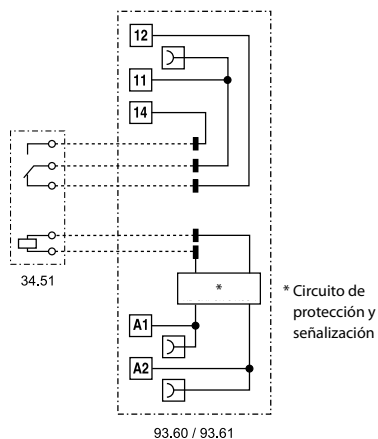 12
11
14
34.51
*
* Circuito de
protección y
señalización
A1
A2
93.60 / 93.61